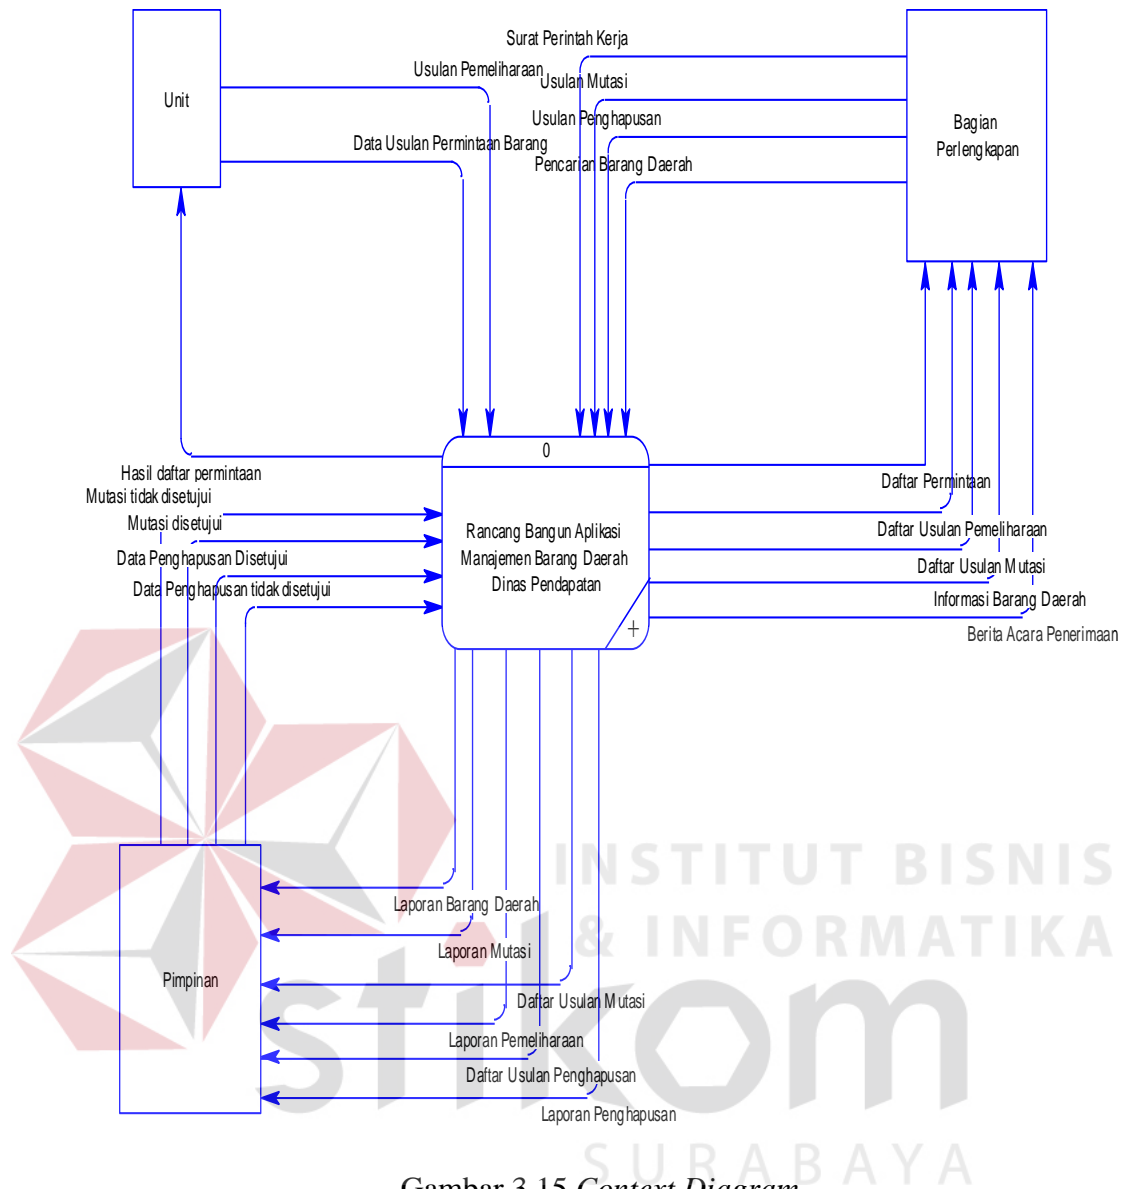 Surat Perintah Kerja
Usulan Pemeliharaan
Usulan Mutasi
Unit
Usulan Penghapusan
Bagian
Perlengkapan
Data Usulan Permintaan Barang
Pencarian Barang Daerah
0
Hasil daftar permintaan
Mutasi tidak disetujui
Mutasi disetujui
Data Penghapusan Disetujui
Data Penghapusan tidak disetujui
Rancang Bangun Aplikasi
Manajemen Barang Daerah
Dinas Pendapatan
+
Daftar Permintaan
Daftar Usulan Pemeliharaan
Daftar Usulan Mutasi
Informasi Barang Daerah
Berita Acara Penerimaan
INSTITUT BISNIS
& INFORMATIKA
stikom
SURABAYA
Pimpinan
Laporan Barang Daerah
Laporan Mutasi
Daftar Usulan Mutasi
Laporan Pemeliharaan
Daftar Usulan Penghapusan
Laporan Penghapusan
Gambar 3.15 Context Diagram